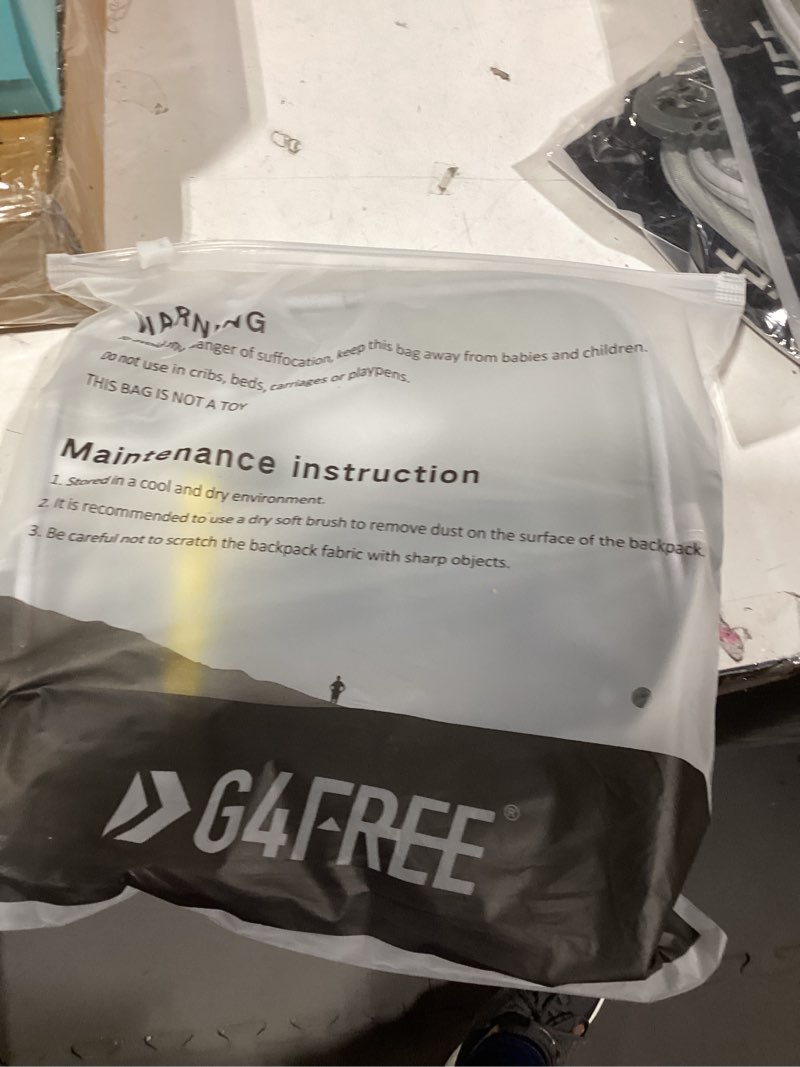 WARNING
danger of suffocation, keep this bag away from babies and children.
Do not use in cribs, beds, carriages or playpens.
THIS BAG IS NOT A TOY
Maintenance instruction
1. Stored in a cool and dry environment.
2. It is recommended to use a dry soft brush to remove dust on the surface of the backpack.
3. Be careful not to scratch the backpack fabric with sharp objects.
G4FREE®